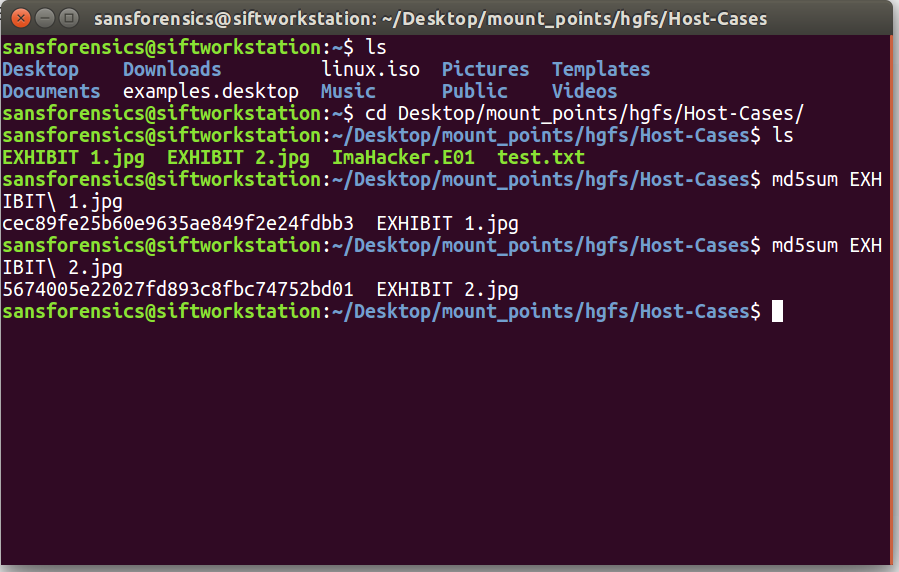 sansforensics@siftworkstation: ~/Desktop/mount_points/hgfs/Host-Cases
sansforensics@siftworkstation:~$ ls
Desktop    Downloads         linux.iso  Pictures  Templates
Documents  examples.desktop  Music      Public    Videos
sansforensics@siftworkstation:~$ cd Desktop/mount_points/hgfs/Host-Cases/
sansforensics@siftworkstation:~/Desktop/mount_points/hgfs/Host-Cases$ ls
EXHIBIT 1.jpg  EXHIBIT 2.jpg  ImaHacker.E01  test.txt
sansforensics@siftworkstation:~/Desktop/mount_points/hgfs/Host-Cases$ md5sum EXH
IBIT\ 1.jpg
cec89fe25b60e9635ae849f2e24fdbb3  EXHIBIT 1.jpg
sansforensics@siftworkstation:~/Desktop/mount_points/hgfs/Host-Cases$ md5sum EXH
IBIT\ 2.jpg
5674005e22027fd893c8fbc74752bd01  EXHIBIT 2.jpg
sansforensics@siftworkstation:~/Desktop/mount_points/hgfs/Host-Cases$